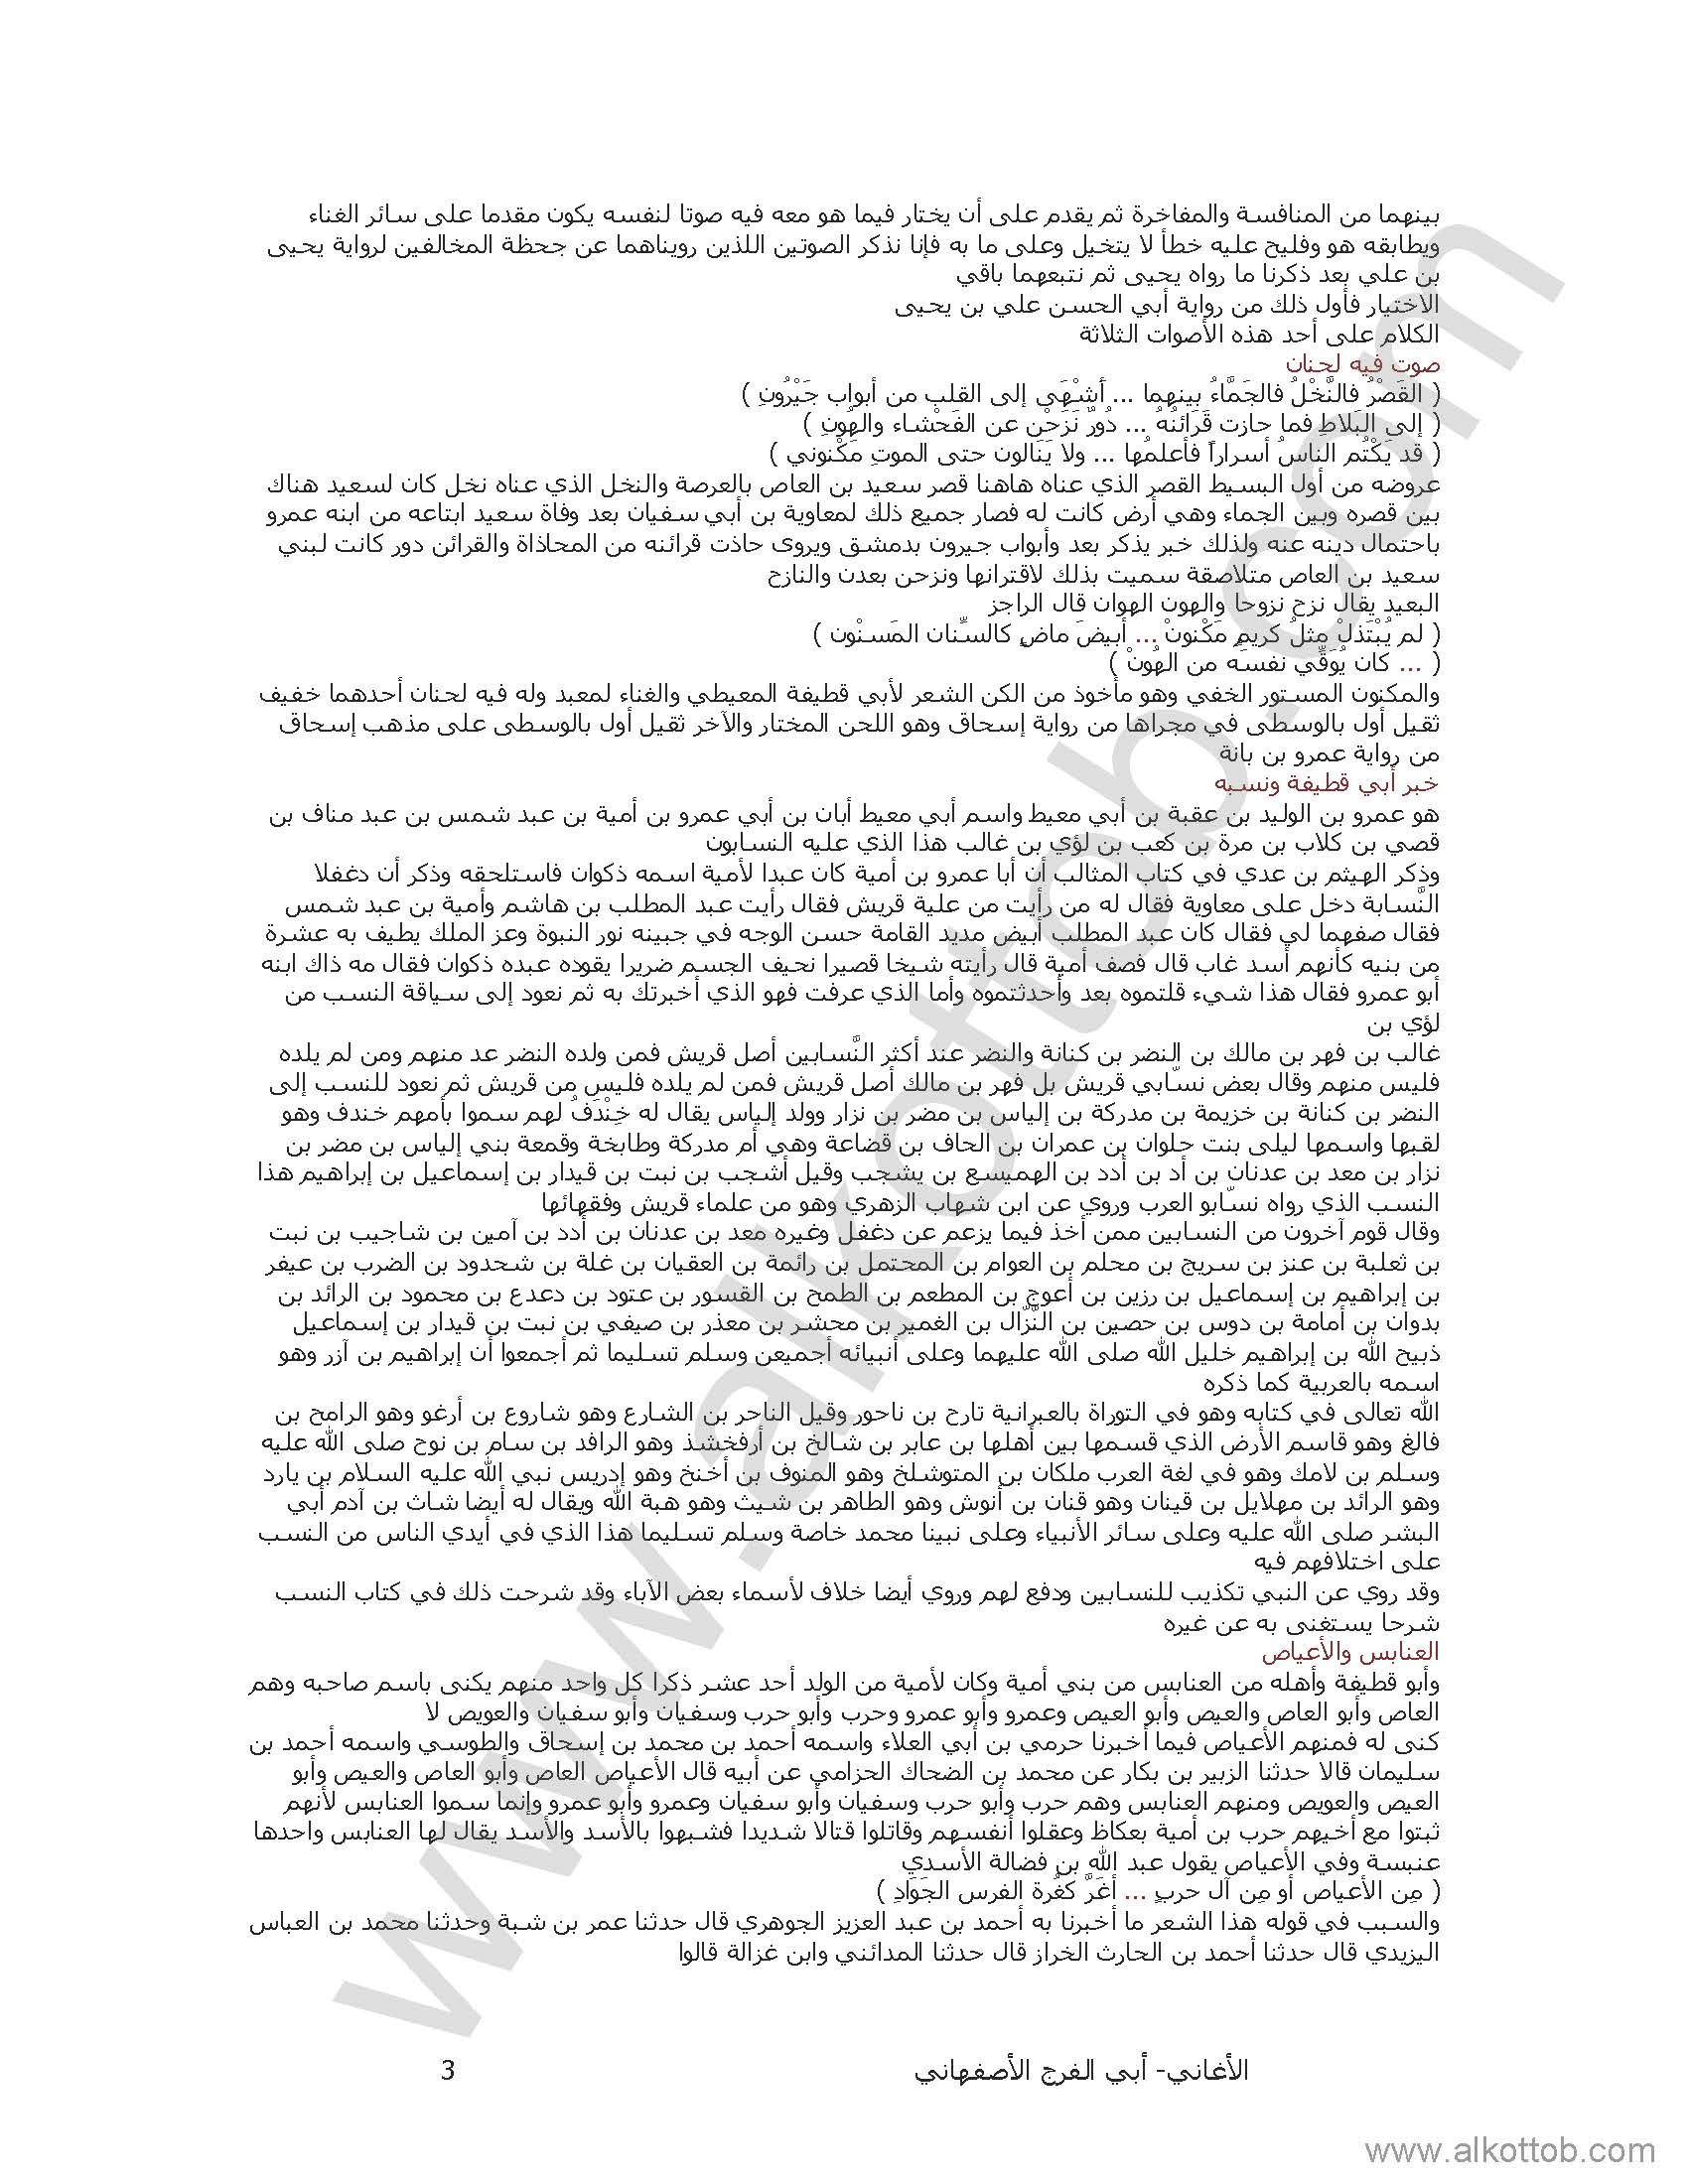 بينهما من المنافسة والمفاخرة ثم يقدم على أن يختار فيما هو معه فيه صوتا لنفسه يكون مقدما على سائر الغناء
ويطابقه هو وفليح عليه خطأ لا يتخيل وعلى ما به فإنا نذكر الصوتين اللذين رويناهما عن جحظة المخالفين لرواية يحيى
بن علي بعد ذكرنا ما رواه يحيى ثم نتبعهما باقي
الاختيار فأول ذلك من رواية أبي الحسن علي بن يحيى
الكلام على أحد هذه الأصوات الثلاثة
صوت فيه لحنان
( القَصْرُ فالنَّخْلُ فالجَمَّاءُ بينهما ... أَشْهَى إلى القلب من أبواب جَيْرُونِ )
( إلى البَلاطِ فما حازت قَرَائنُهُ ... دُورٌ نَزَحْنَ عن الفَحْشاء والهُونِ )
( قد يَكْتُم الناسُ أسراراً فأعلمُها ... ولا يَنَالون حتى الموتِ مَكْنوني )
عروضه من أول البسيط القصر الذي عناه هاهنا قصر سعيد بن العاص بالعرصة والنخل الذي عناه نخل كان لسعيد هناك
بين قصره وبين الجماء وهي أرض كانت له فصار جميع ذلك لمعاوية بن أبي سفيان بعد وفاة سعيد ابتاعه من ابنه عمرو
باحتمال دينه عنه ولذلك خبر يذكر بعد وأبواب جيرون بدمشق ويروى حاذت قرائنه من المحاذاة والقرائن دور كانت لبني
سعيد بن العاص متلاصقة سميت بذلك لاقترانها ونزحن بعدن والنازح
البعيد يقال نزح نزوحا والهون الهوان قال الراجز
( لم يُبْتَذلْ مثلُ كريمٍ مَكْنونْ ... أبيضَ ماضٍ كالسِّنان المَسنْون )
( ... كان يُوَقِّي نفسَه من الهُونْ )
والمكنون المستور الخفي وهو مأخوذ من الكن الشعر لأبي قطيفة المعيطي والغناء لمعبد وله فيه لحنان أحدهما خفيف
ثقيل أول بالوسطى في مجراها من رواية إسحاق وهو اللحن المختار والآخر ثقيل أول بالوسطى على مذهب إسحاق
من رواية عمرو بن بانة
خبر أبي قطيفة ونسبه
هو عمرو بن الوليد بن عقبة بن أبي معيط واسم أبي معيط أبان بن أبي عمرو بن أمية بن عبد شمس بن عبد مناف بن
قصي بن كلاب بن مرة بن كعب بن لؤي بن غالب هذا الذي عليه النسابون
وذكر الهيثم بن عدي في كتاب المثالب أن أبا عمرو بن أمية كان عبدا لأمية اسمه ذكوان فاستلحقه وذكر أن دغفلا
النَّسابة دخل على معاوية فقال له من رأيت من علية قريش فقال رأيت عبد المطلب بن هاشم وأمية بن عبد شمس
فقال صفهما لي فقال كان عبد المطلب أبيض مديد القامة حسن الوجه في جبينه نور النبوة وعز الملك يطيف به عشرة
من بنيه كأنهم أسد غاب قال فصف أمية قال رأيته شيخا قصيرا نحيف الجسم ضريرا يقوده عبده ذكوان فقال مه ذاك ابنه
أبو عمرو فقال هذا شيء قلتموه بعد وأحدثتموه وأما الذي عرفت فهو الذي أخبرتك به ثم نعود إلى سياقة النسب من
لؤي بن
غالب بن فهر بن مالك بن النضر بن كنانة والنضر عند أكثر النَّسابين أصل قريش فمن ولده النضر عد منهم ومن لم يلده
فليس منهم وقال بعض نسّابي قريش بل فهر بن مالك أصل قريش فمن لم يلده فليس من قريش ثم نعود للنسب إلى
النضر بن كنانة بن خزيمة بن مدركة بن إلياس بن مضر بن نزار وولد إلياس يقال له خِنْدَفُ لهم سموا بأمهم خندف وهو
لقبها واسمها ليلى بنت حلوان بن عمران بن الحاف بن قضاعة وهي أم مدركة وطابخة وقمعة بني إلياس بن مضر بن
نزار بن معد بن عدنان بن أد بن أدد بن الهميسع بن يشجب وقيل أشجب بن نبت بن قيدار بن إسماعيل بن إبراهيم هذا
النسب الذي رواه نسّابو العرب وروي عن ابن شهاب الزهري وهو من علماء قريش وفقهائها
وقال قوم آخرون من النسابين ممن أخذ فيما يزعم عن دغفل وغيره معد بن عدنان بن أدد بن آمين بن شاجيب بن نبت
بن ثعلبة بن عنز بن سريج بن محلم بن العوام بن المحتمل بن رائمة بن العقيان بن غلة بن شحدود بن الضرب بن عيفر
بن إبراهيم بن إسماعيل بن رزين بن أعوج بن المطعم بن الطمح بن القسور بن عتود بن دعدع بن محمود بن الرائد بن
بدوان بن أمامة بن دوس بن حصين بن النَّزّال بن الغمير بن محشر بن معذر بن صيفي بن نبت بن قيدار بن إسماعيل
ذبيح الله بن إبراهيم خليل الله صلى الله عليهما وعلى أنبيائه أجمعين وسلم تسليما ثم أجمعوا أن إبراهيم بن آزر وهو
اسمه بالعربية كما ذكره
الله تعالى في كتابه وهو في التوراة بالعبرانية تارح بن ناحور وقيل الناحر بن الشارع وهو شاروع بن أرغو وهو الرامح بن
فالغ وهو قاسم الأرض الذي قسمها بين أهلها بن عابر بن شالخ بن أرفخشذ وهو الرافد بن سام بن نوح صلى الله عليه
وسلم بن لامك وهو في لغة العرب ملكان بن المتوشلخ وهو المنوف بن أخنخ وهو إدريس نبي الله عليه السلام بن يارد
وهو الرائد بن مهلايل بن قينان وهو قنان بن أنوش وهو الطاهر بن شيث وهو هبة الله ويقال له أيضا شاث بن آدم أبي
البشر صلى الله عليه وعلى سائر الأنبياء وعلى نبينا محمد خاصة وسلم تسليما هذا الذي في أيدي الناس من النسب
على اختلافهم فيه
وقد روي عن النبي تكذيب للنسابين ودفع لهم وروي أيضا خلاف لأسماء بعض الآباء وقد شرحت ذلك في كتاب النسب
شرحا يستغنى به عن غيره
العنابس والأعياص
وأبو قطيفة وأهله من العنابس من بني أمية وكان لأمية من الولد أحد عشر ذكرا كل واحد منهم يكنى باسم صاحبه وهم
العاص وأبو العاص والعيص وأبو العيص وعمرو وأبو عمرو وحرب وأبو حرب وسفيان وأبو سفيان والعويص لا
كنى له فمنهم الأعياص فيما أخبرنا حرمي بن أبي العلاء واسمه أحمد بن محمد بن إسحاق والطوسي واسمه أحمد بن
سليمان قالا حدثنا الزبير بن بكار عن محمد بن الضحاك الحزامي عن أبيه قال الأعياص العاص وأبو العاص والعيص وأبو
العيص والعويص ومنهم العنابس وهم حرب وأبو حرب وسفيان وأبو سفيان وعمرو وأبو عمرو وإنما سموا العنابس لأنهم
ثبتوا مع أخيهم حرب بن أمية بعكاظ وعقلوا أنفسهم وقاتلوا قتالا شديدا فشبهوا بالأسد والأسد يقال لها العنابس واحدها
عنبسة وفي الأعياص يقول عبد الله بن فضالة الأسدي
( مِن الأعياص أو مِن آل حربٍ ... أغَرَّ كغُرة الفرس الجَوَادِ )
والسبب في قوله هذا الشعر ما أخبرنا به أحمد بن عبد العزيز الجوهري قال حدثنا عمر بن شبة وحدثنا محمد بن العباس
اليزيدي قال حدثنا أحمد بن الحارث الخراز قال حدثنا المدائني وابن غزالة قالوا
الأغاني- أبي الفرج الأصفهاني 3
www.alkottob.com
www.alkottob.com